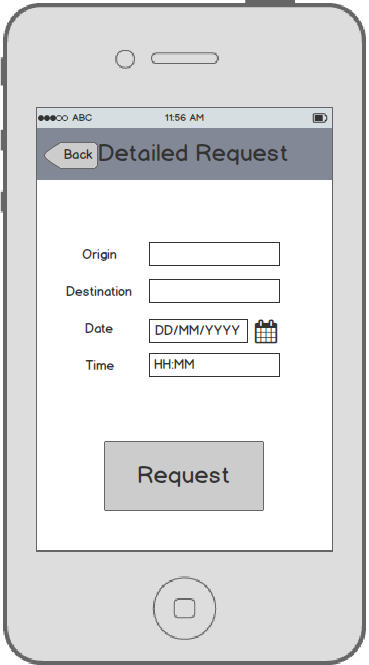 ABC 11:56 AM
Back Detailed Request
Origin
Destination
Date DD/MM/YYYY
Time HH:MM
Request